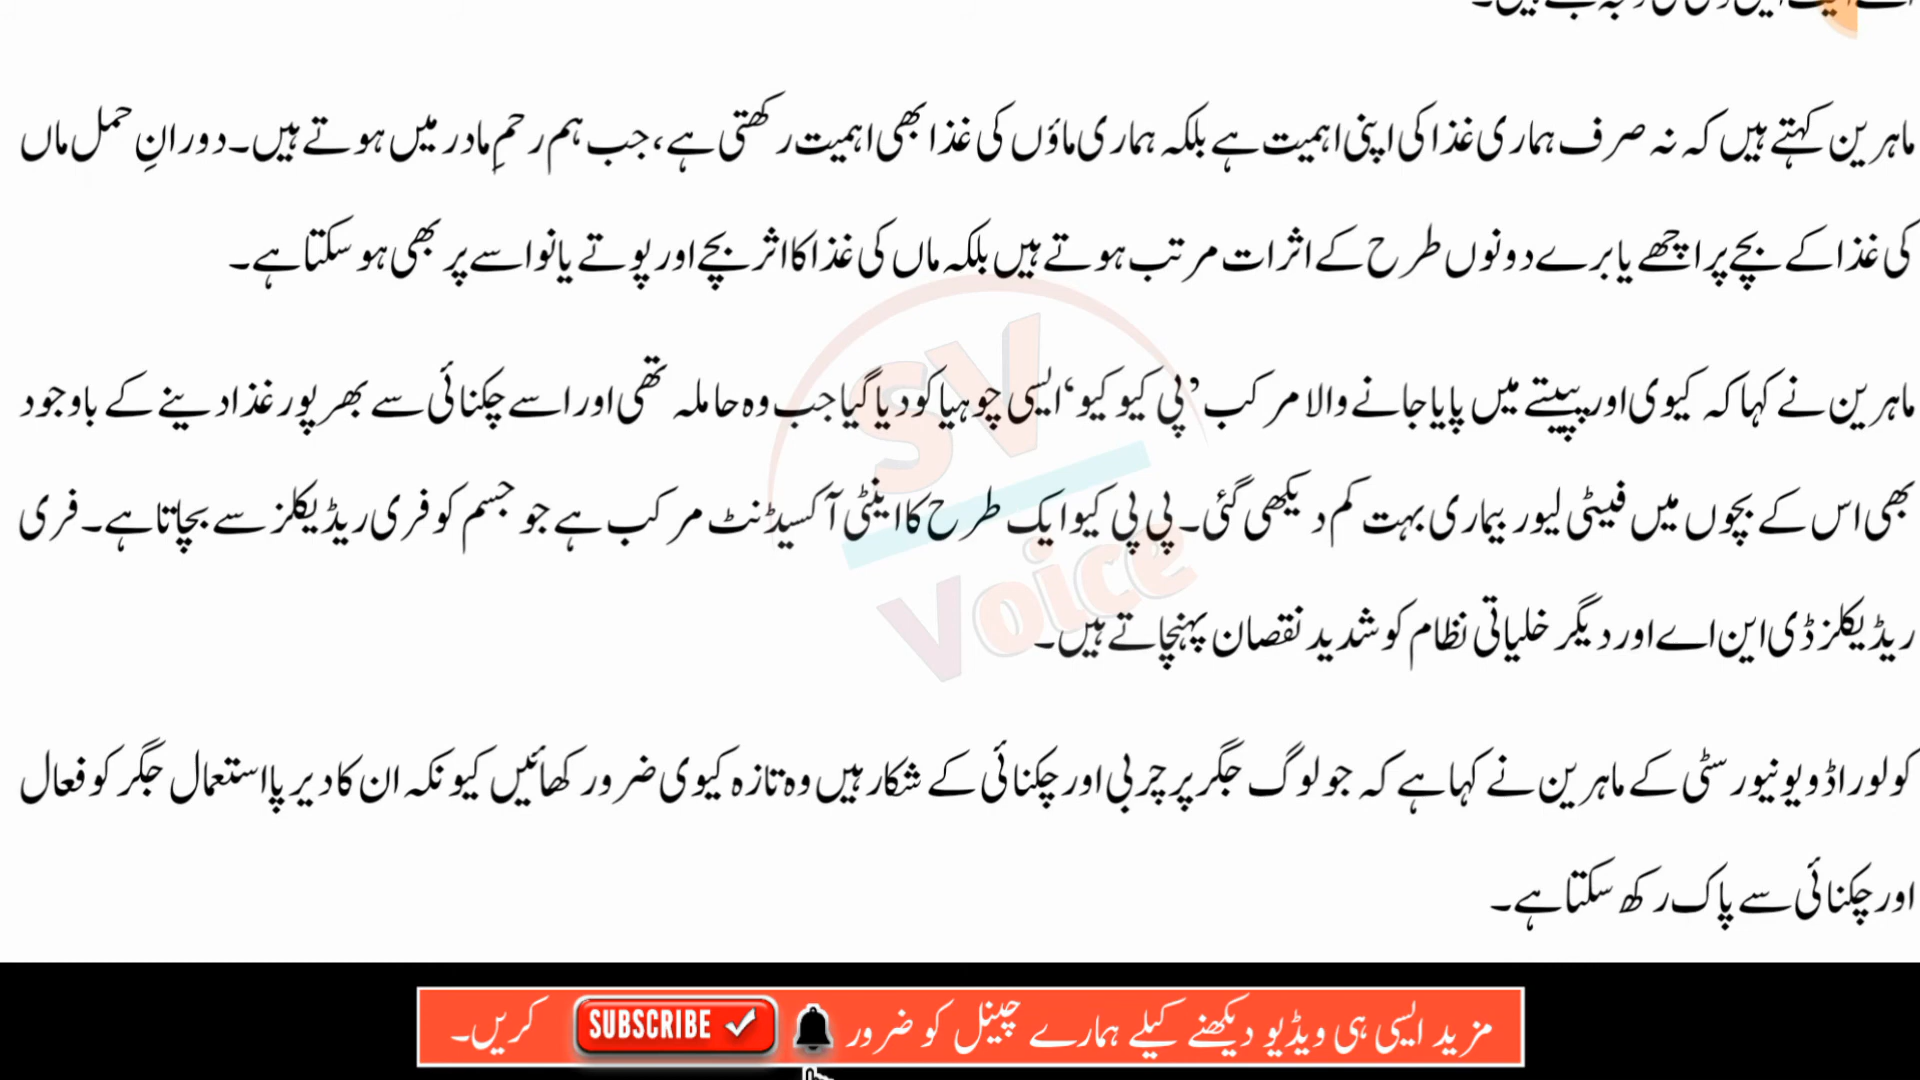 ماہرین کہتے ہیں کہ نہ صرف ہماری غذا کی اپنی اہمیت ہے بلکہ ہماری ماؤں کی غذا بھی اہمیت رکھتی ہے، جب ہم رحمِ مادر میں ہوتے ہیں۔ دورانِ حمل ماں
کی غذا کے بچے پر اچھے یا برے دونوں طرح کے اثرات مرتب ہوتے ہیں بلکہ ماں کی غذا کا اثر بچے اور پوتے یا نواسے پر بھی ہوسکتا ہے۔
ماہرین نے کہا کہ کیوی اور پپیتے میں پایا جانے والا مرکب ’پی کیو کیو‘ ایسی چوہیا کو دیا گیا جب وہ حاملہ تھی اور اسے چکنائی سے بھرپور غذا دینے کے باوجود
بھی اس کے بچوں میں فیٹی لیور بیماری بہت کم دیکھی گئی۔ پی پی کیو ایک طرح کا اینٹی آکسیڈنٹ مرکب ہے جو جسم کو فری ریڈیکلز سے بچاتا ہے۔ فری
ریڈیکلز ڈی این اے اور دیگر خلیاتی نظام کو شدید نقصان پہنچاتے ہیں۔
کولوراڈو یونیورسٹی کے ماہرین نے کہا ہے کہ جو لوگ جگر پر چربی اور چکنائی کے شکار ہیں وہ تازہ کیوی ضرور کھائیں کیونکہ ان کا دیرپا استعمال جگر کو فعال
اور چکنائی سے پاک رکھ سکتا ہے۔
SV
Voice
مزید ایسی ہی ویڈیو دیکھنے کیلے ہمارے چینل کو ضرور SUBSCRIBE کریں۔